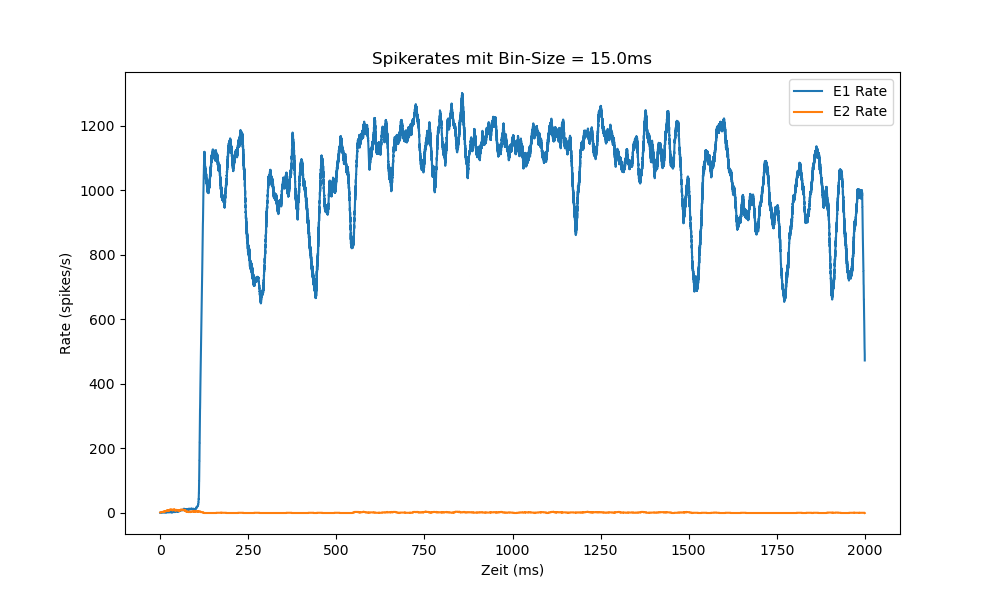 Spikerates mit Bin-Size = 15.0ms
E1 Rate
E2 Rate
1200
1000
800
600
400
200
0
Rate (spikes/s)
0 250 500 750 1000 1250 1500 1750 2000
Zeit (ms)